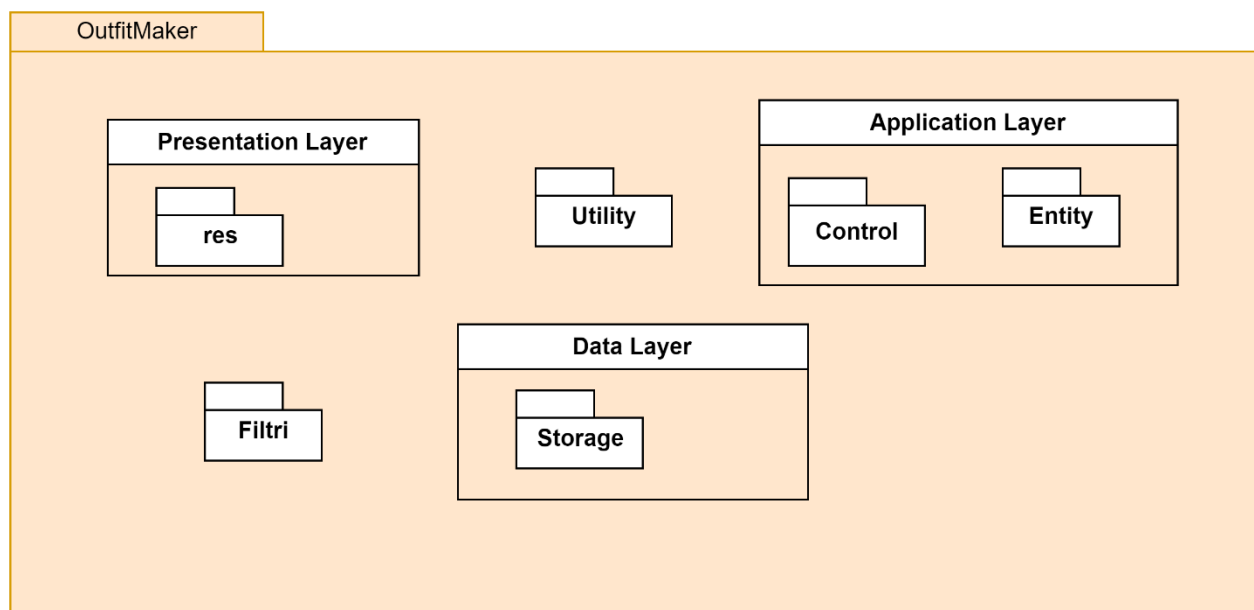 OutfitMaker
Presentation Layer
res
Utility
Application Layer
Control
Entity
Filtri
Data Layer
Storage